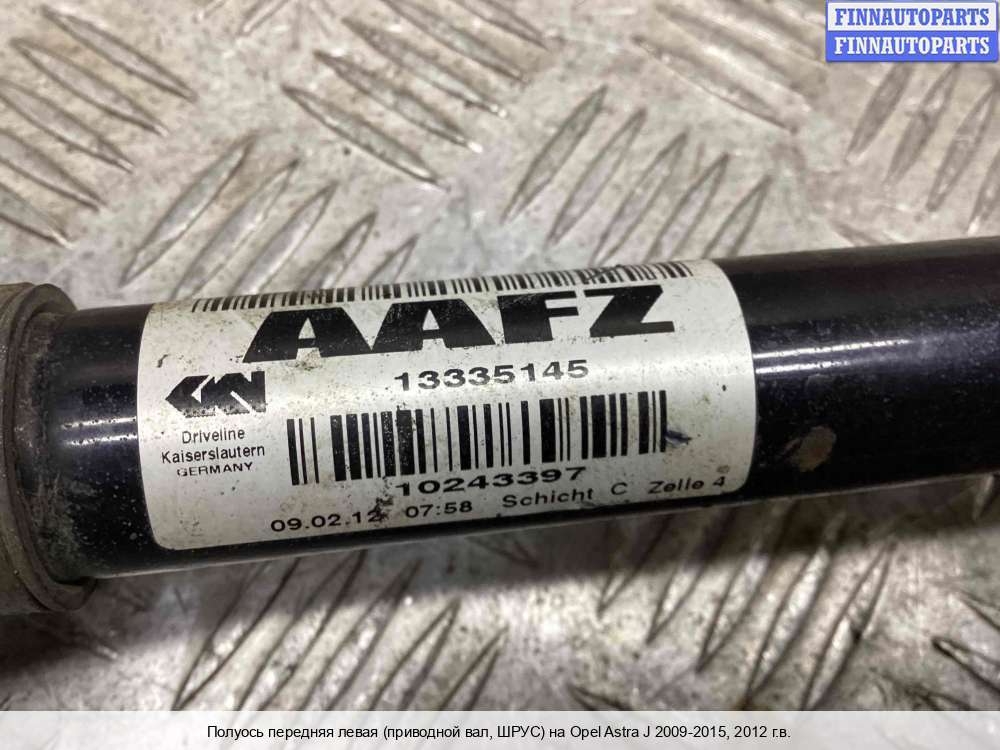 FINNAUTOPARTS
FINNAUTOPARTS
AAFZ
13335145
GKN
Driveline
Kaiserslautern
GERMANY
10243397
09.02.12 07:58 Schicht C Zelle 4
Полуось передняя левая (приводной вал, ШРУС) на Opel Astra J 2009-2015, 2012 г.в.